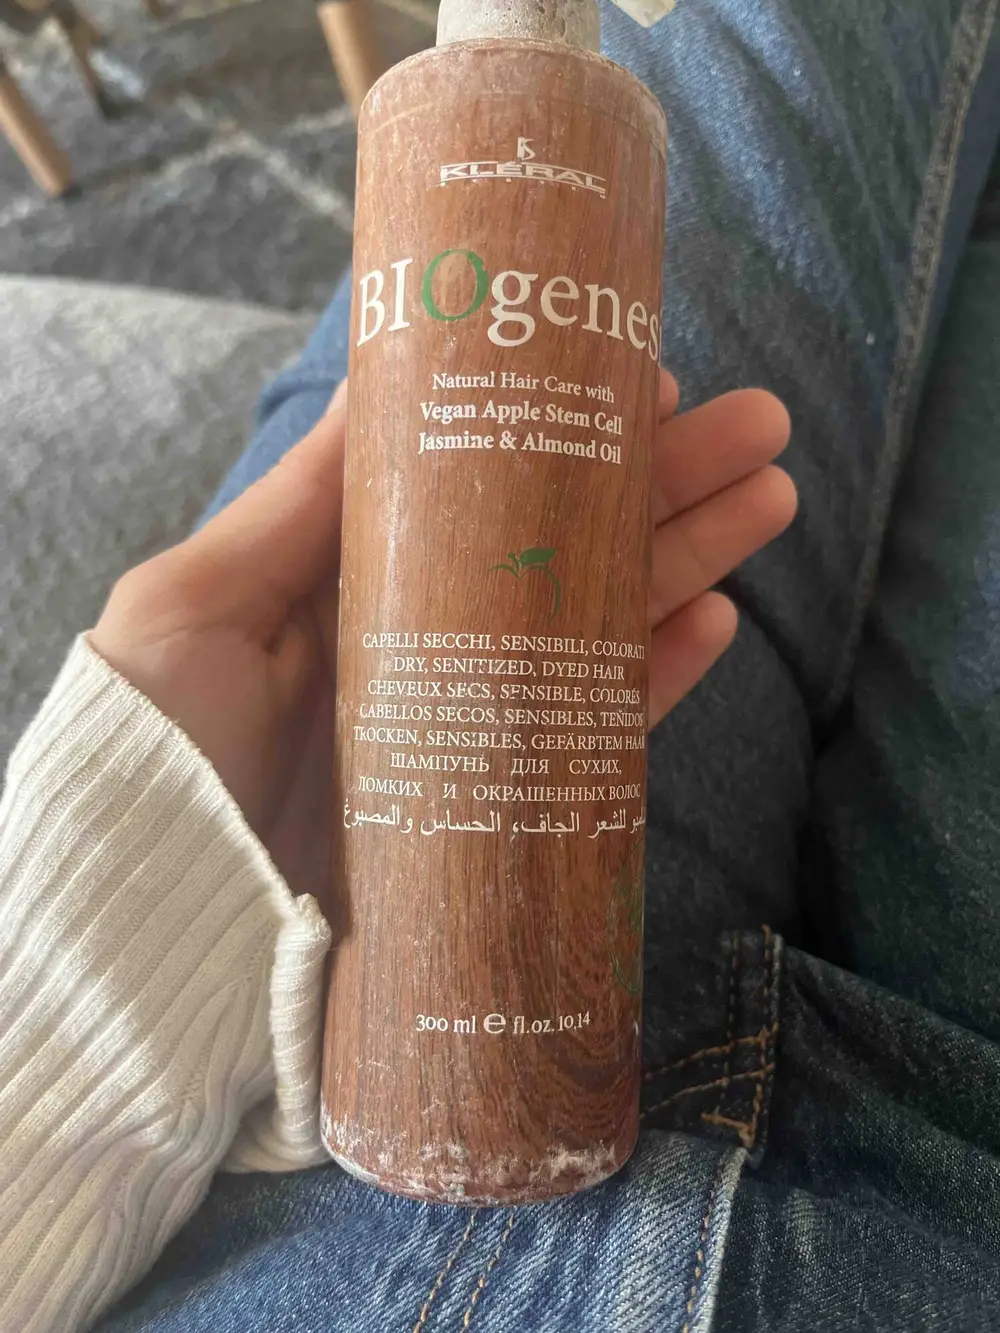 KLÉRAL
BIOgenesi
Natural Hair Care with
Vegan Apple Stem Cell
Jasmine & Almond Oil
CAPELLI SECCHI, SENSIBILI, COLORATI
DRY, SENITIZED, DYED HAIR
CHEVEUX SECS, SENSIBLE, COLORÉS
CABELLOS SECOS, SENSIBLES, TEÑIDOS
TROCKEN, SENSIBLES, GEFÄRBTEM HAAR
ШАМПУНЬ ДЛЯ СУХИХ,
ЛОМКИХ И ОКРАШЕННЫХ ВОЛОС
للشعر الجاف، الحساس والمصبوغ
300 ml ℮ fl.oz.10,14